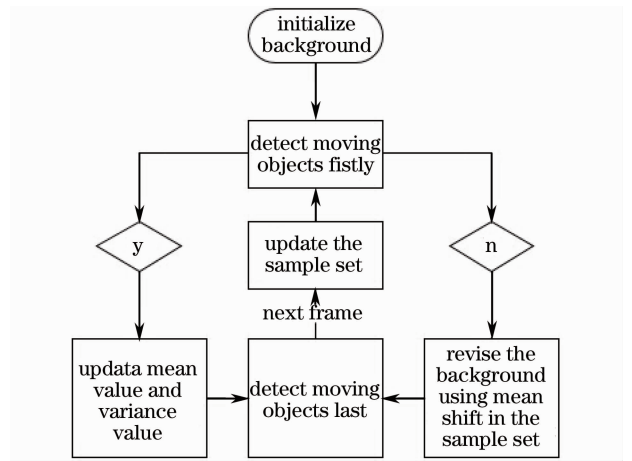 initialize
background
detect moving
objects fistly
y
n
update the
sample set
next frame
updata mean
value and
variance
value
detect moving
objects last
revise the
background
using mean
shift in the
sample set